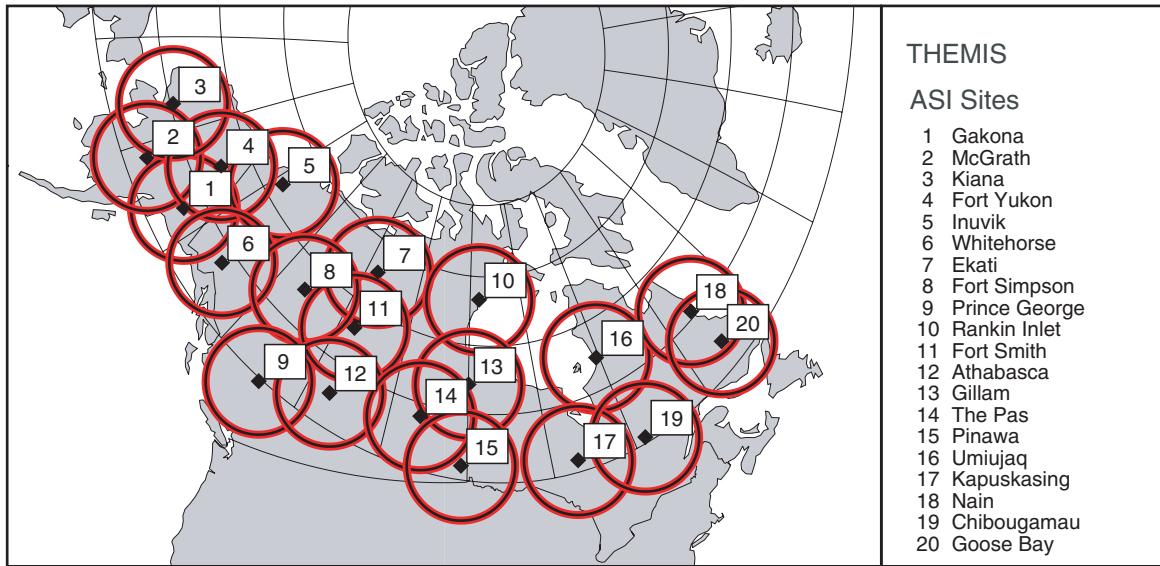 3
2
4
5
1
6
7
8
10
18
11
20
16
9
12
13
14
19
15
17
THEMIS
ASI Sites
1 Gakona
2 McGrath
3 Kiana
4 Fort Yukon
5 Inuvik
6 Whitehorse
7 Ekati
8 Fort Simpson
9 Prince George
10 Rankin Inlet
11 Fort Smith
12 Athabasca
13 Gillam
14 The Pas
15 Pinawa
16 Umiujaq
17 Kapuskasing
18 Nain
19 Chibougamau
20 Goose Bay